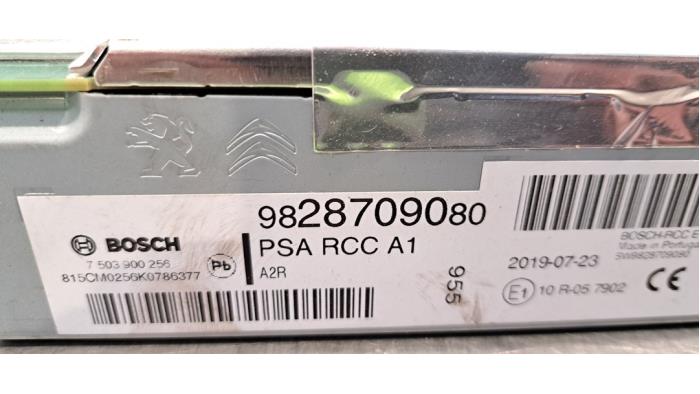 9828709080
BOSCH
PSA RCC A1
7 503 900 256
815CM0256K0786377
Pb
A2R
955
BOSCH-RCC E
Made in Portugal
SW9828709080
2019-07-23
E1 10 R-05 7902
CE